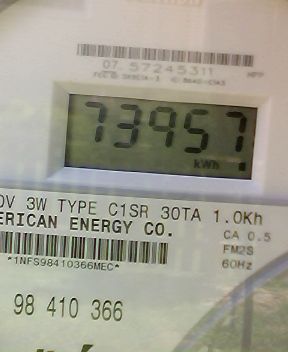 07 57245311
73957
kWh
0V 3W TYPE C1SR 30TA 1.0Kh
ERICAN ENERGY CO.
CA 0.5
*1NFS98410366MEC*
FM2S
60Hz
98 410 366